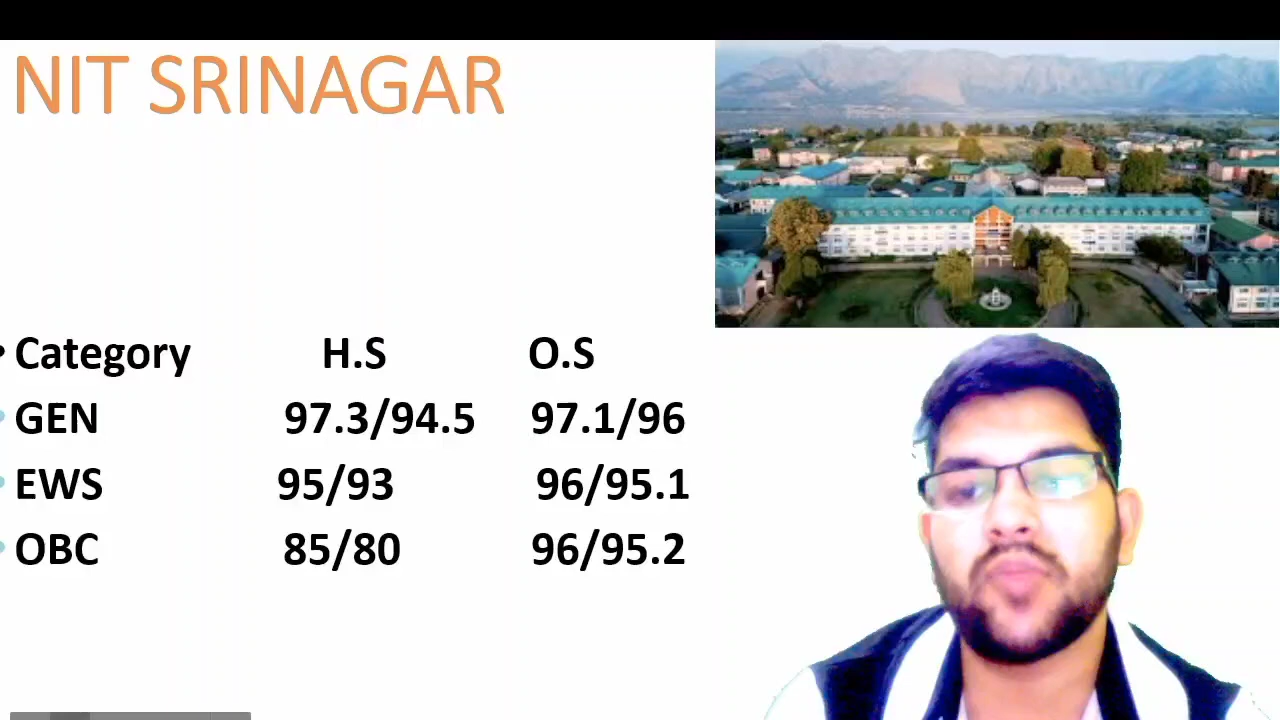 NIT SRINAGAR
Category H.S O.S
GEN 97.3/94.5 97.1/96
EWS 95/93 96/95.1
OBC 85/80 96/95.2